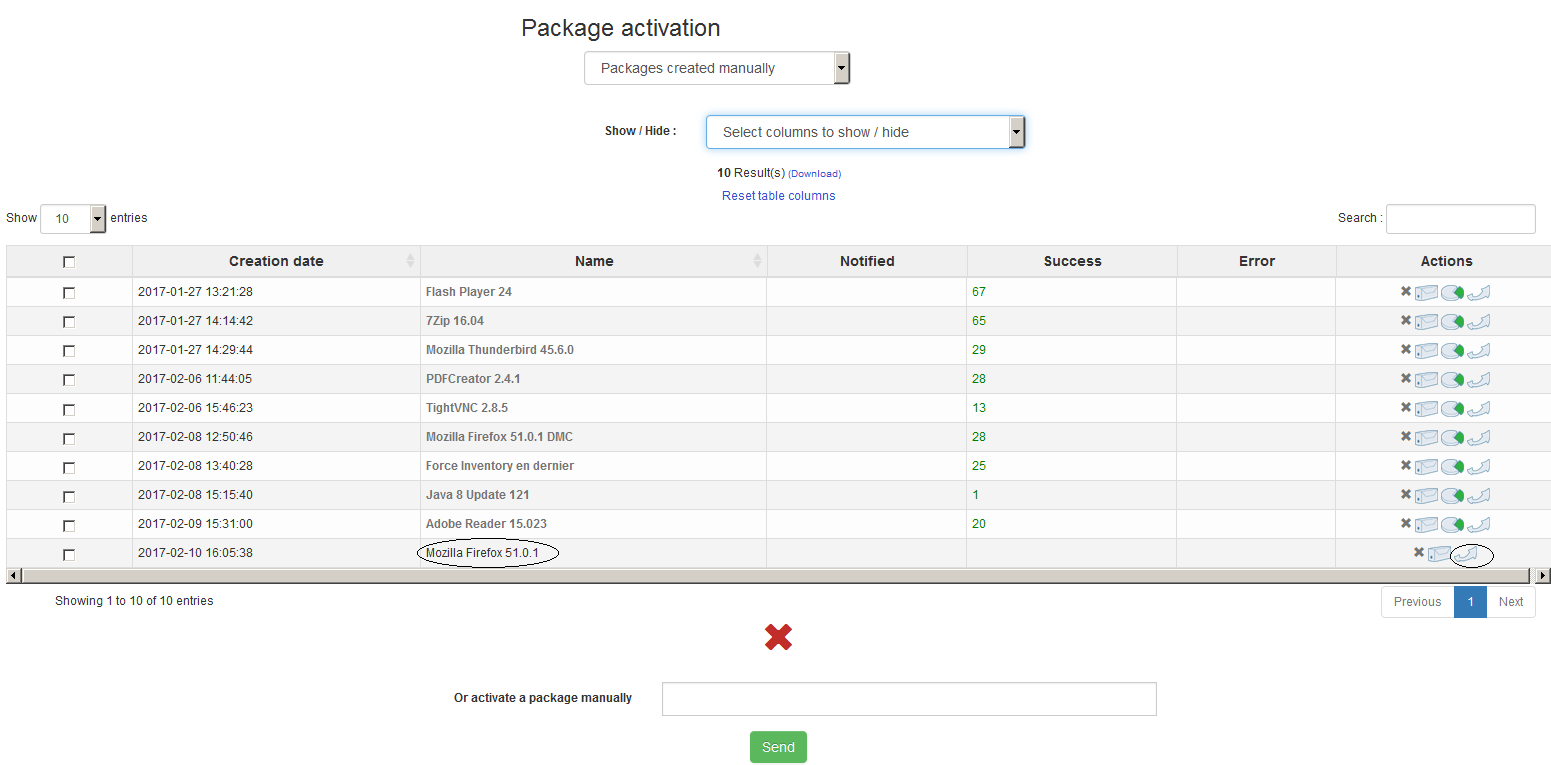 Package activation
Packages created manually
Show / Hide : Select columns to show / hide
10 Result(s) (Download)
Reset table columns
Show 10 entries Search :
Creation date Name Notified Success Error Actions
2017-01-27 13:21:28 Flash Player 24 67
2017-01-27 14:14:42 7Zip 16.04 65
2017-01-27 14:29:44 Mozilla Thunderbird 45.6.0 29
2017-02-06 11:44:05 PDFCreator 2.4.1 28
2017-02-06 15:46:23 TightVNC 2.8.5 13
2017-02-08 12:50:46 Mozilla Firefox 51.0.1 DMC 28
2017-02-08 13:40:28 Force Inventory en dernier 25
2017-02-08 15:15:40 Java 8 Update 121 1
2017-02-09 15:31:00 Adobe Reader 15.023 20
2017-02-10 16:05:38 Mozilla Firefox 51.0.1
Showing 1 to 10 of 10 entries Previous 1 Next
Or activate a package manually
Send